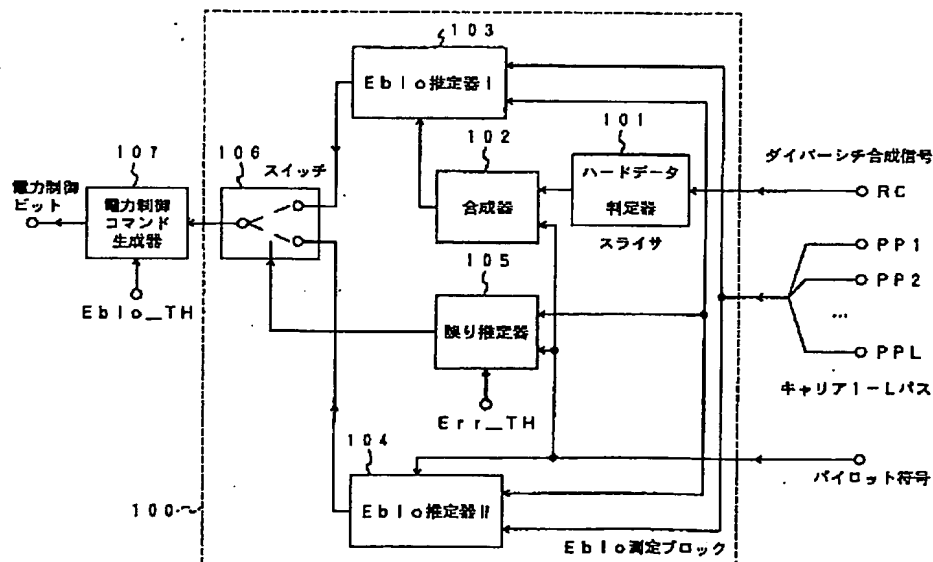 103
EbIo推定器I
102
101
ダイバーシチ合成信号
107
106
スイッチ
ハードデータ
判定器
RC
電力制御
ビット
電力制御
コマンド
生成器
合成器
スライサ
PP1
105
PP2
EbIo_TH
...
誤り推定器
PPL
キャリア1-Lパス
Err_TH
104
パイロット符号
100
EbIo推定器II
EbIo測定ブロック